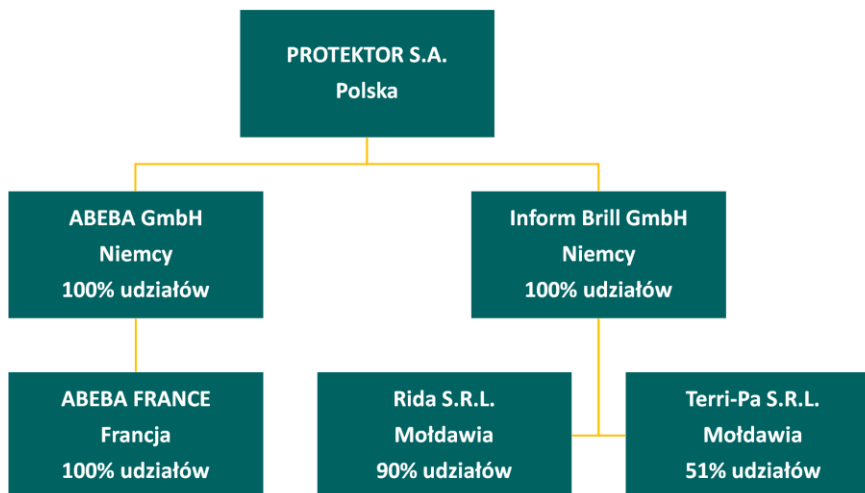 PROTEKTOR S.A.
Polska
ABEBA GmbH
Niemcy
100% udziałów
Inform Brill GmbH
Niemcy
100% udziałów
ABEBA FRANCE
Francja
100% udziałów
Rida S.R.L.
Mołdawia
90% udziałów
Terri-Pa S.R.L.
Mołdawia
51% udziałów